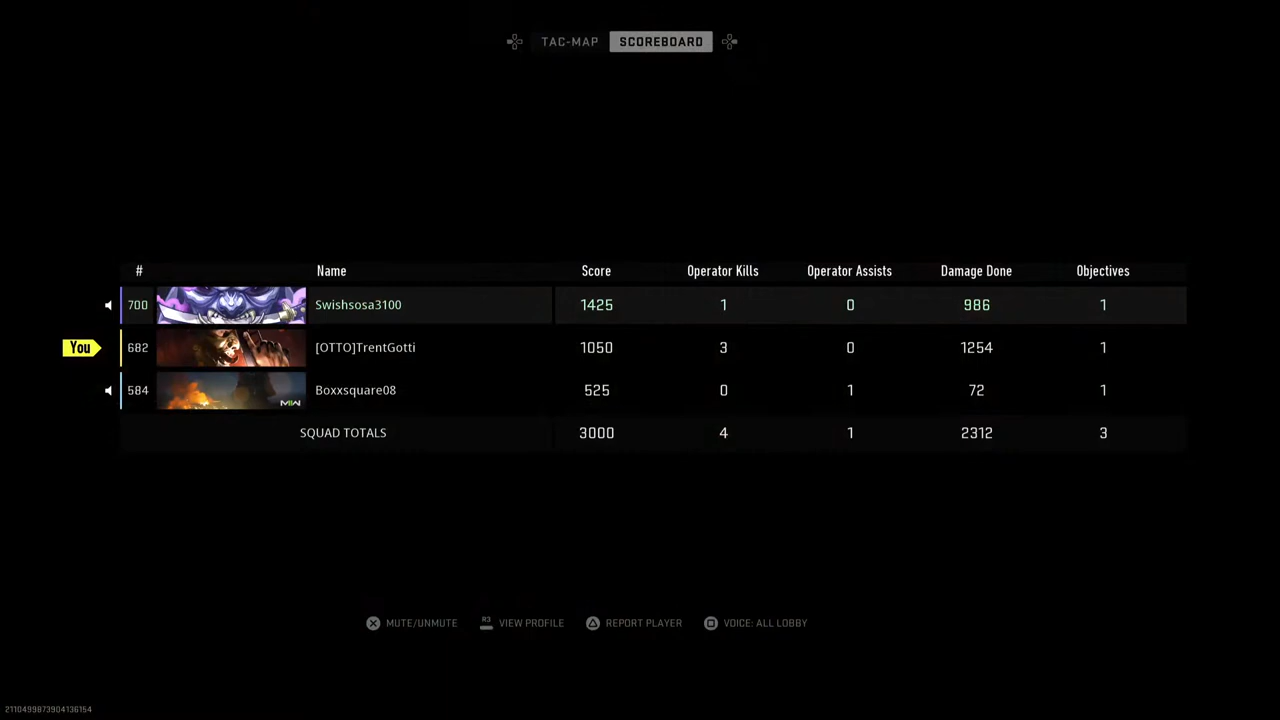 TAC-MAP SCOREBOARD
# Name Score Operator Kills Operator Assists Damage Done Objectives
700 Swishsosa3100 1425 1 0 986 1
You 682 [OTTO]TrentGotti 1050 3 0 1254 1
584 MW Boxxsquare08 525 0 1 72 1
SQUAD TOTALS 3000 4 1 2312 3
R3
MUTE/UNMUTE VIEW PROFILE REPORT PLAYER VOICE: ALL LOBBY
2110499873904136154